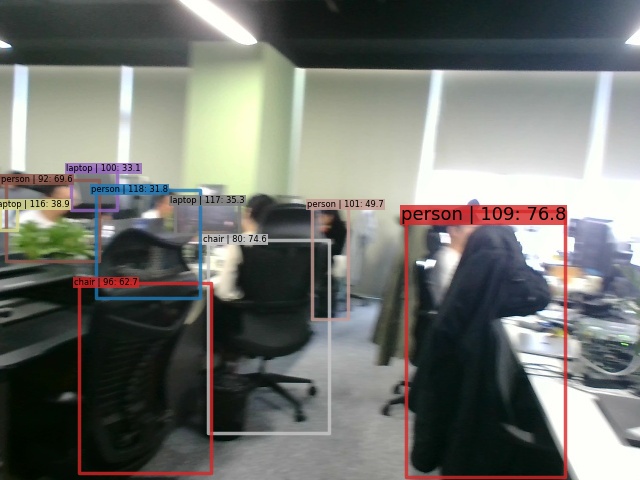 laptop | 100: 33.1
person | 92: 69.6
person | 118: 31.8
laptop | 116: 38.9
laptop | 117: 35.3
person | 101: 49.7
person | 109: 76.8
chair | 80: 74.6
chair | 96: 62.7